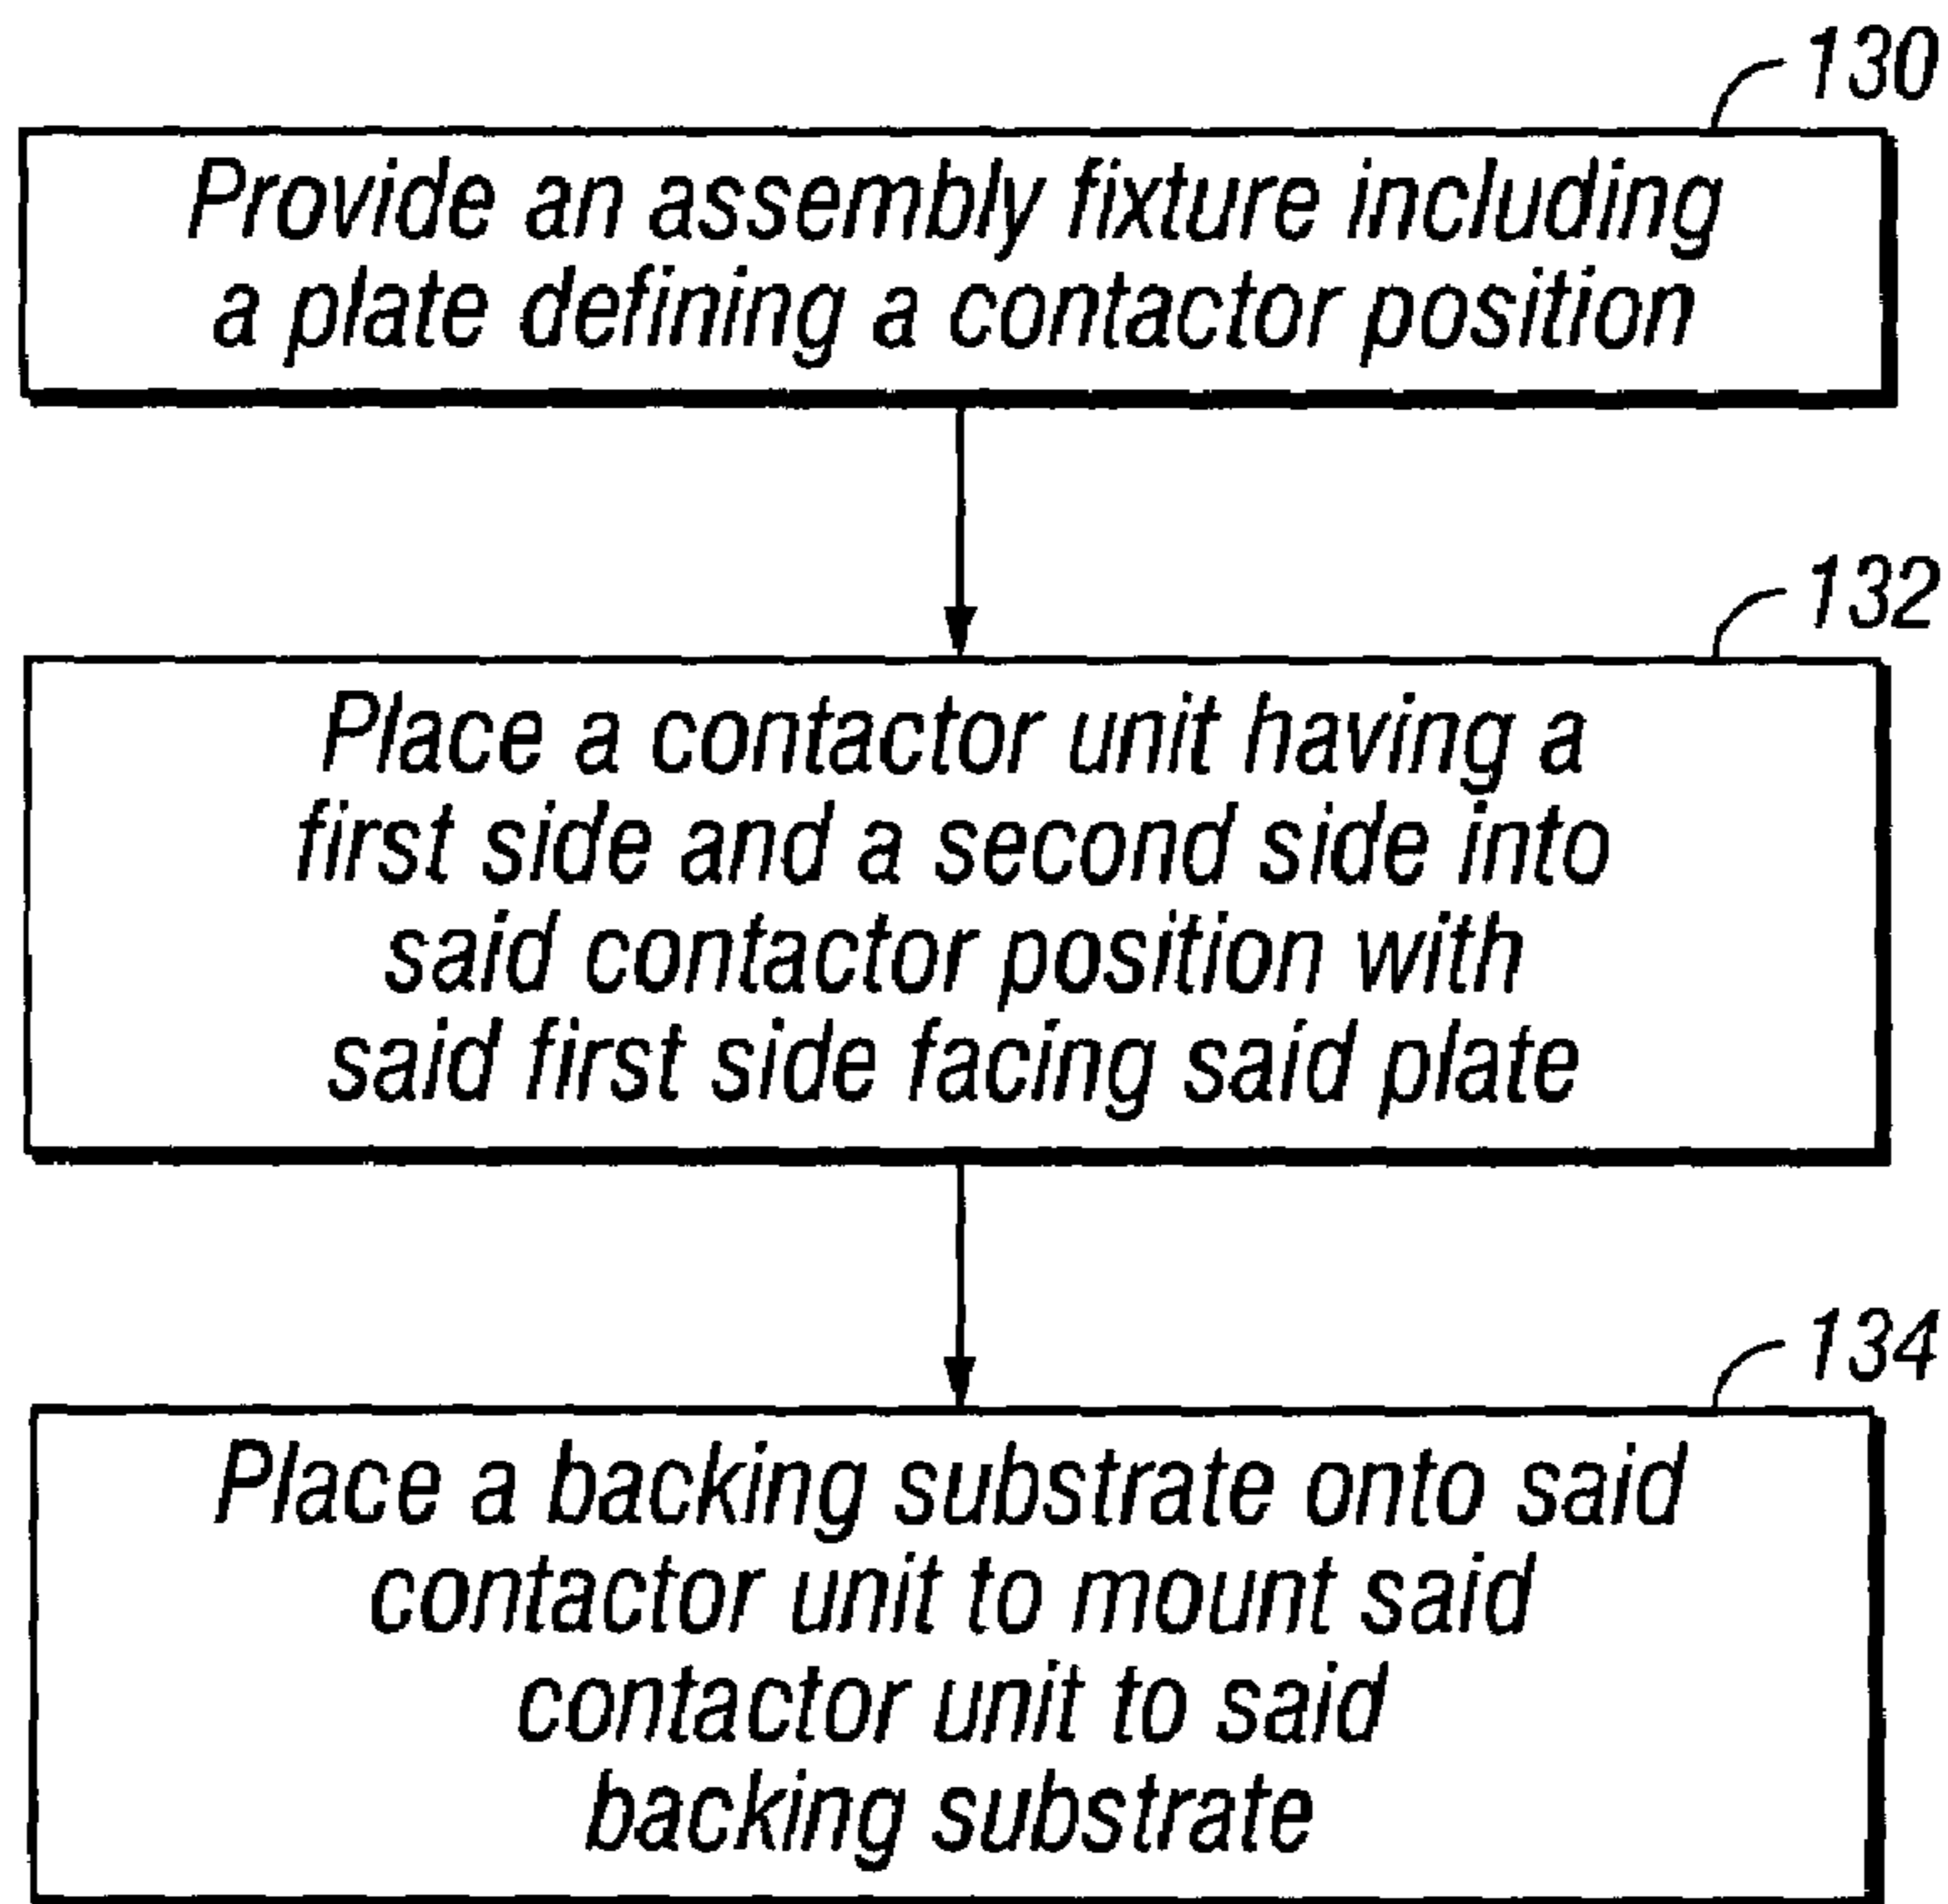 130
Provide an assembly fixture including
a plate defining a contactor position
132
Place a contactor unit having a
first side and a second side into
said contactor position with
said first side facing said plate
134
Place a backing substrate onto said
contactor unit to mount said
contactor unit to said
backing substrate